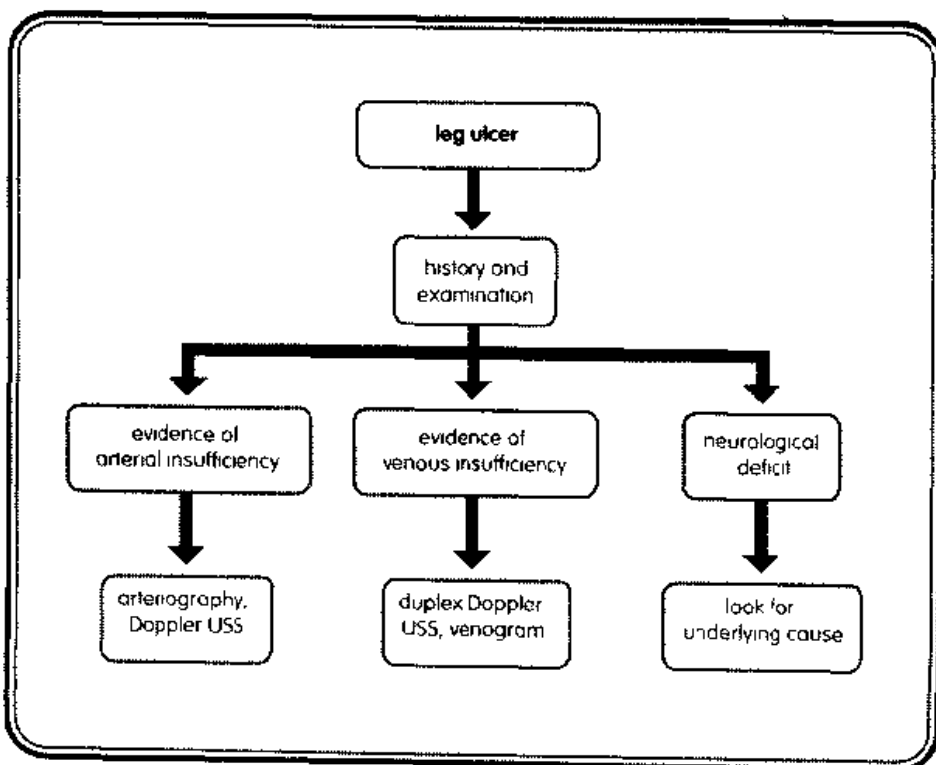 leg ulcer
history and
examination
evidence of
arterial insufficiency
evidence of
venous insufficiency
neurological
deficit
arteriography,
Doppler USS
duplex Doppler
USS, venogram
look for
underlying cause